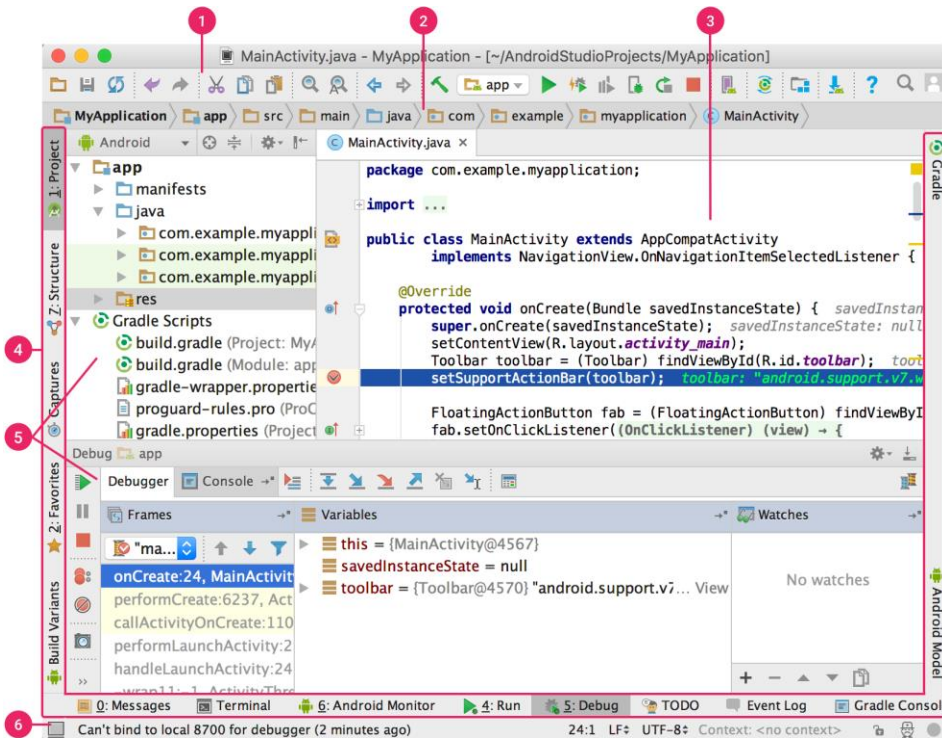 1
2
3
MainActivity.java - MyApplication - [~/AndroidStudioProjects/MyApplication]
app
?
MyApplication app src main java com example myapplication C MainActivity
Android
C MainActivity.java ×
1: Project
Z: Structure
Captures
2: Favorites
Build Variants
app
manifests
java
com.example.myappli
com.example.myappli
com.example.myappli
res
Gradle Scripts
build.gradle (Project: MyA
build.gradle (Module: app
gradle-wrapper.propertie
proguard-rules.pro (ProG
gradle.properties (Project
package com.example.myapplication;
import ...
public class MainActivity extends AppCompatActivity
implements NavigationView.OnNavigationItemSelectedListener {
@Override
protected void onCreate(Bundle savedInstanceState) { savedInstan
super.onCreate(savedInstanceState); savedInstanceState: null
setContentView(R.layout.activity_main);
Toolbar toolbar = (Toolbar) findViewById(R.id.toolbar); tool
setSupportActionBar(toolbar); toolbar: "android.support.v7.w
FloatingActionButton fab = (FloatingActionButton) findViewByI
fab.setOnClickListener((OnClickListener) (view) → {
Gradle
Android Model
4
5
Debug app
Debugger Console
Frames
Variables
Watches
"ma...
onCreate:24, MainActivit
performCreate:6237, Act
callActivityOnCreate:110
performLaunchActivity:2
handleLaunchActivity:24
-wrap11:-1, ActivityThre
this = {MainActivity@4567}
savedInstanceState = null
toolbar = {Toolbar@4570} "android.support.v7... View
No watches
0: Messages Terminal 6: Android Monitor 4: Run 5: Debug TODO Event Log Gradle Consol
6
Can't bind to local 8700 for debugger (2 minutes ago) 24:1 LF UTF-8 Context: <no context>